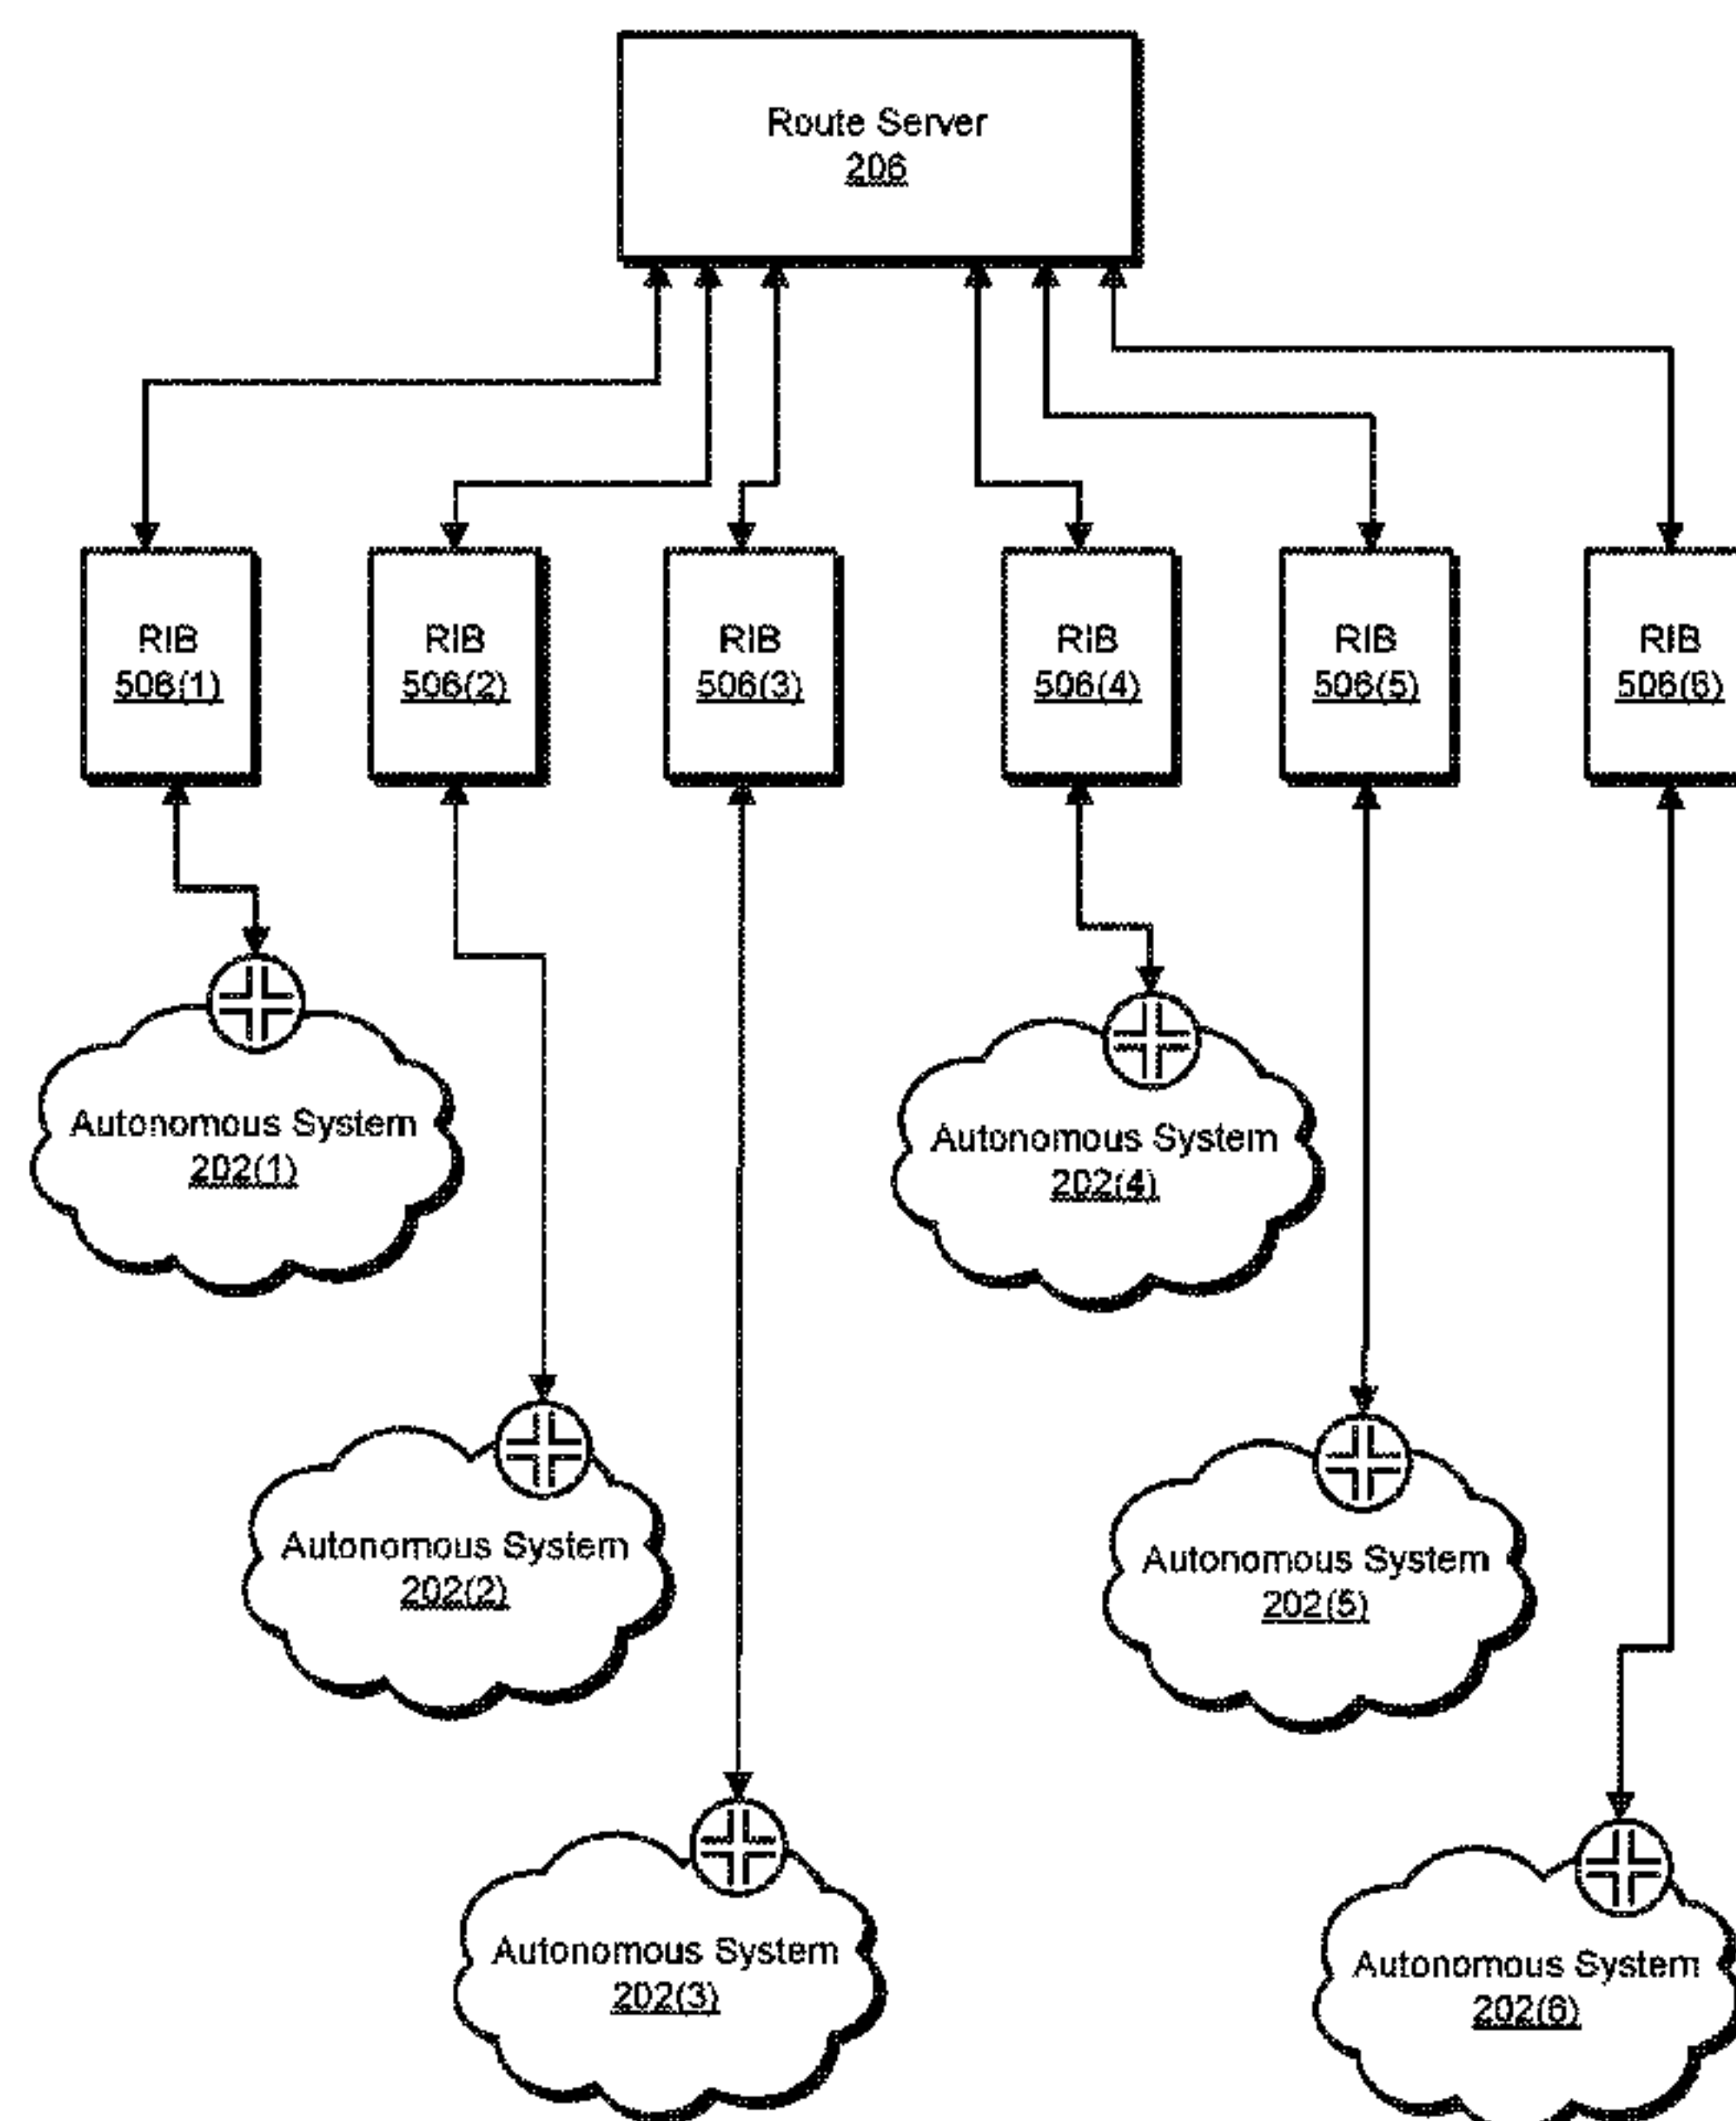 Route Server
206
RIB
506(1)
RIB
506(2)
RIB
506(3)
RIB
506(4)
RIB
506(5)
RIB
506(6)
Autonomous System
202(1)
Autonomous System
202(4)
Autonomous System
202(2)
Autonomous System
202(5)
Autonomous System
202(3)
Autonomous System
202(6)